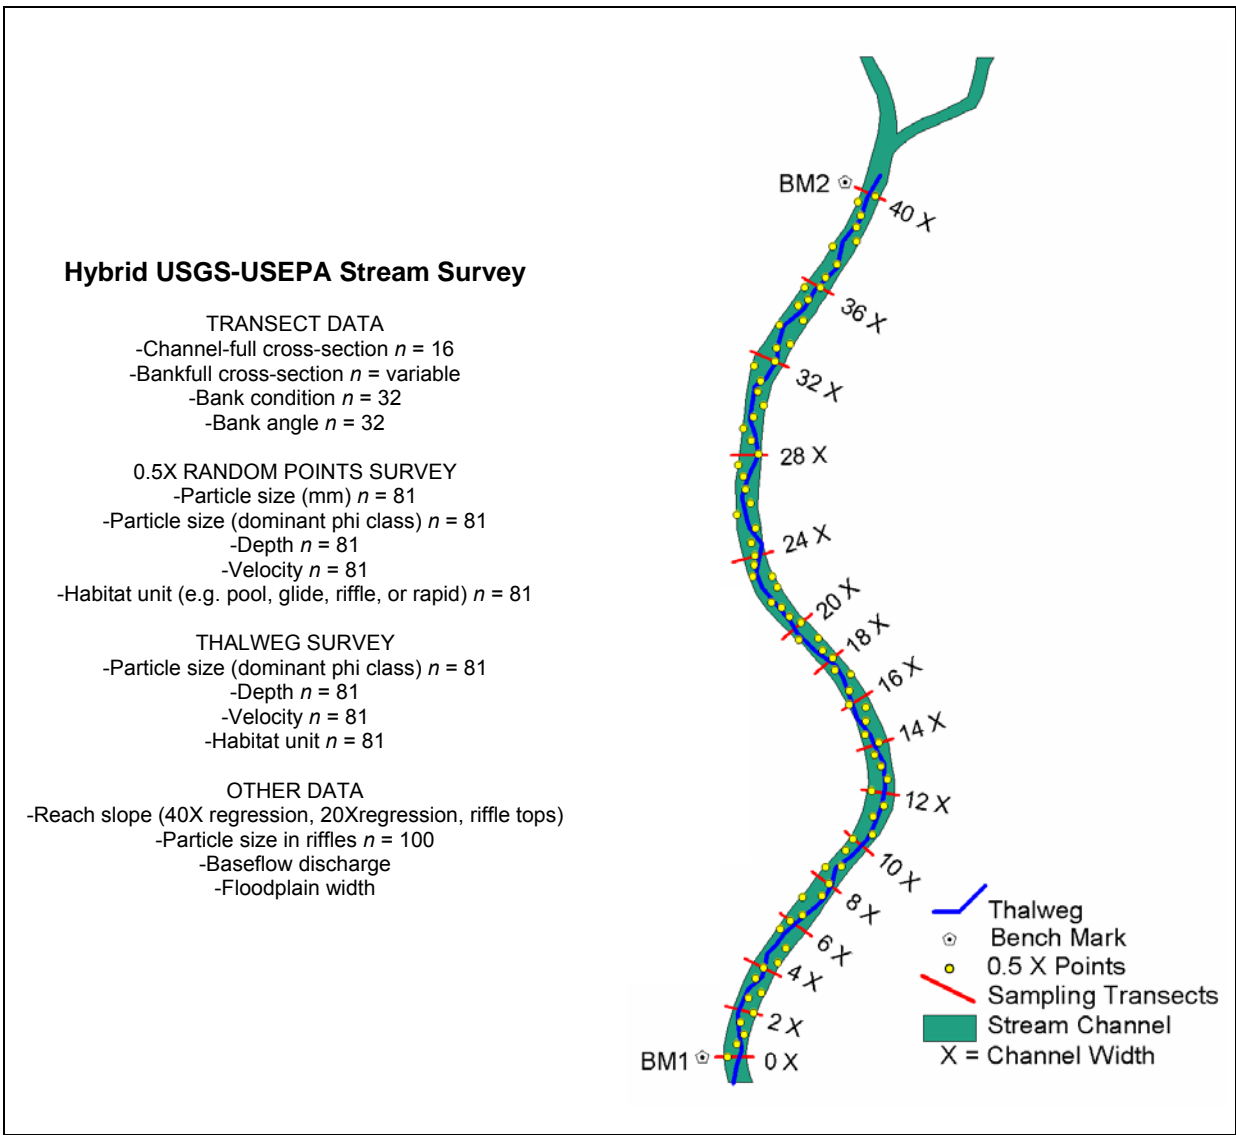 Hybrid USGS-USEPA Stream Survey
TRANSECT DATA
-Channel-full cross-section n = 16
-Bankfull cross-section n = variable
-Bank condition n = 32
-Bank angle n = 32
0.5X RANDOM POINTS SURVEY
-Particle size (mm) n = 81
-Particle size (dominant phi class) n = 81
-Depth n = 81
-Velocity n = 81
-Habitat unit (e.g. pool, glide, riffle, or rapid) n = 81
THALWEG SURVEY
-Particle size (dominant phi class) n = 81
-Depth n = 81
-Velocity n = 81
-Habitat unit n = 81
OTHER DATA
-Reach slope (40X regression, 20Xregression, riffle tops)
-Particle size in riffles n = 100
-Baseflow discharge
-Floodplain width
BM2
40 X
36 X
32 X
28 X
24 X
20 X
18 X
16 X
14 X
12 X
10 X
8 X
6 X
4 X
2 X
BM1
0 X
Thalweg
Bench Mark
0.5 X Points
Sampling Transects
Stream Channel
X = Channel Width